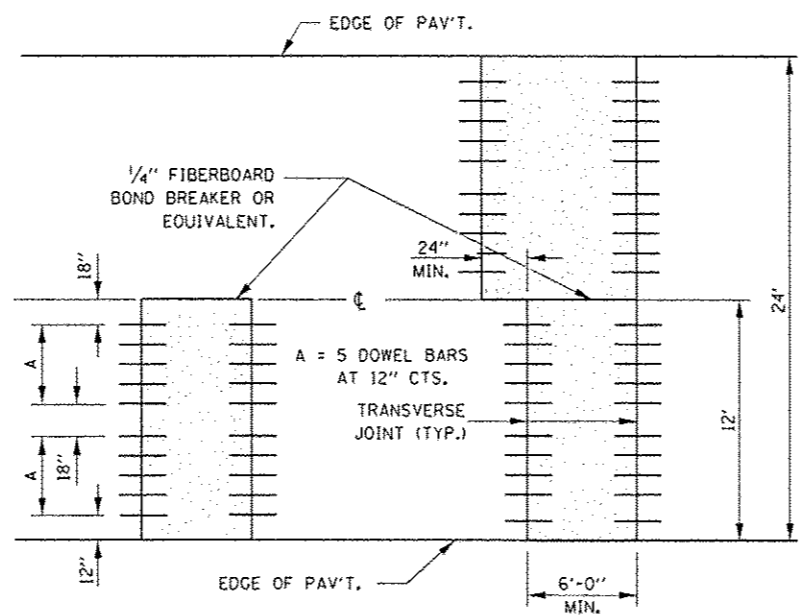 EDGE OF PAV'T.
1/4" FIBERBOARD
BOND BREAKER OR
EQUIVALENT.
24"
MIN.
18"
℄
24'
A
A = 5 DOWEL BARS
AT 12" CTS.
TRANSVERSE
JOINT (TYP.)
12'
A
18"
12"
EDGE OF PAV'T.
6'-0"
MIN.